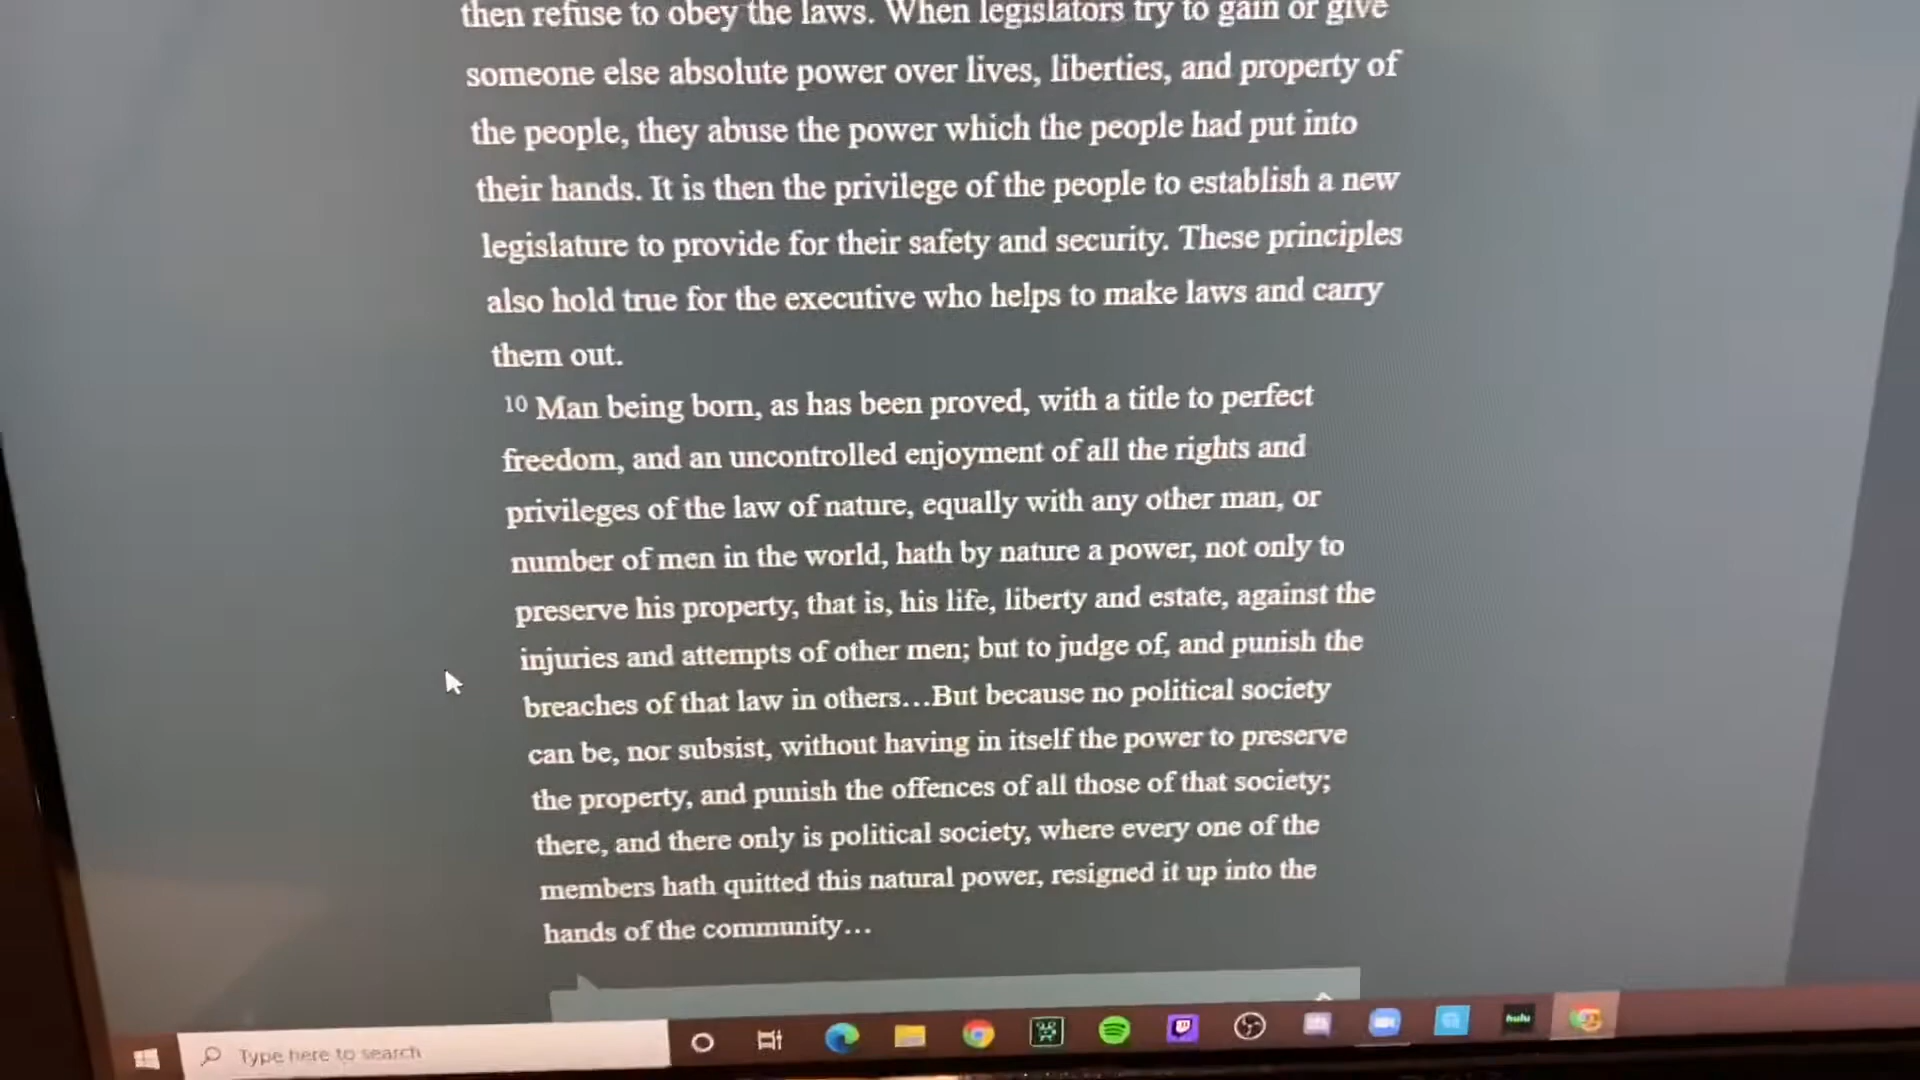 then refuse to obey the laws. When legislators try to gain or give
someone else absolute power over lives, liberties, and property of
the people, they abuse the power which the people had put into
their hands. It is then the privilege of the people to establish a new
legislature to provide for their safety and security. These principles
also hold true for the executive who helps to make laws and carry
them out.
10 Man being born, as has been proved, with a title to perfect
freedom, and an uncontrolled enjoyment of all the rights and
privileges of the law of nature, equally with any other man, or
number of men in the world, hath by nature a power, not only to
preserve his property, that is, his life, liberty and estate, against the
injuries and attempts of other men; but to judge of, and punish the
breaches of that law in others…But because no political society
can be, nor subsist, without having in itself the power to preserve
the property, and punish the offences of all those of that society;
there, and there only is political society, where every one of the
members hath quitted this natural power, resigned it up into the
hands of the community…
Type here to search
hulu